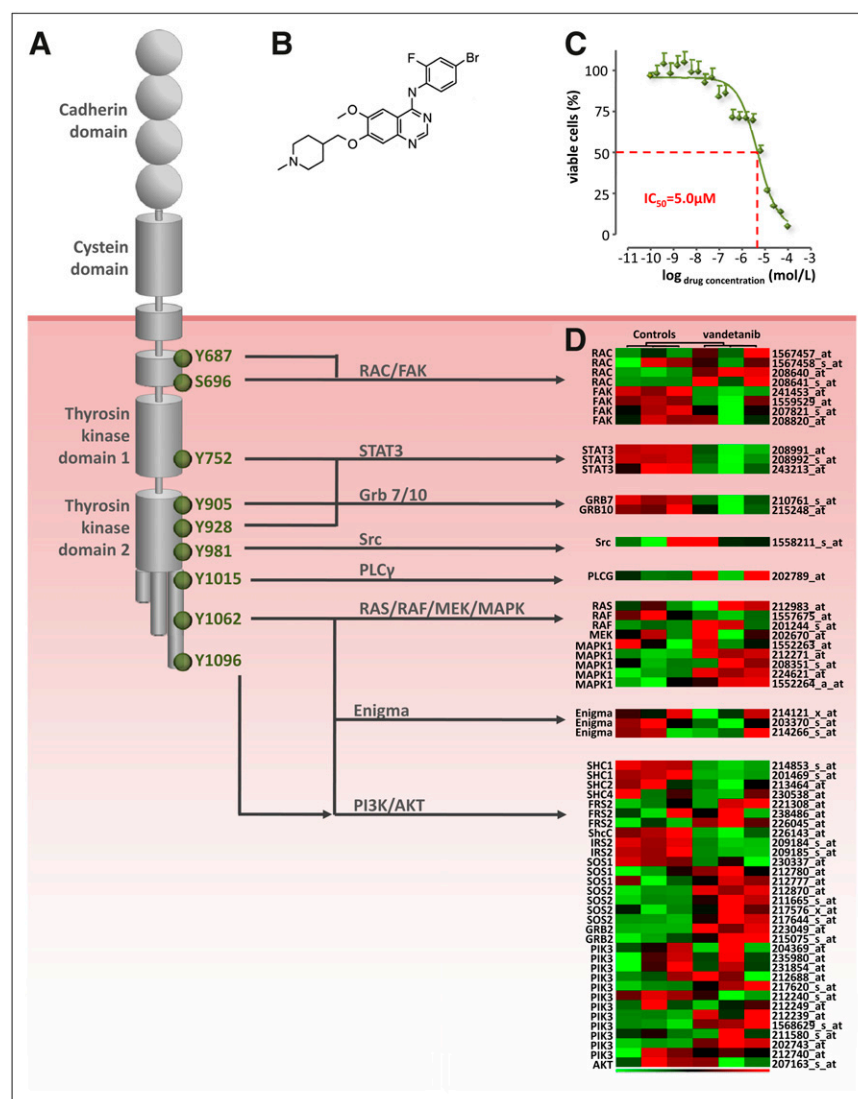 A
Cadherin
domain
Cystein
domain
Thyrosin
kinase
domain 1
Thyrosin
kinase
domain 2
Y687
S696
Y752
Y905
Y928
Y981
Y1015
Y1062
Y1096
RAC/FAK
STAT3
Grb 7/10
Src
PLCγ
RAS/RAF/MEK/MAPK
Enigma
PI3K/AKT
B
F
Br
N
O
N
N
O
N
C
viable cells (%)
100
75
50
25
0
IC50=5.0µM
-11 -10 -9 -8 -7 -6 -5 -4 -3
log drug concentration (mol/L)
D
Controls vandetanib
RAC 1567457_at
RAC 1567458_s_at
RAC 208640_at
RAC 208641_s_at
FAK 241453_at
FAK 1559529_at
FAK 207821_s_at
FAK 208820_at
STAT3 208991_at
STAT3 208992_s_at
STAT3 243213_at
GRB7 210761_s_at
GRB10 215248_at
Src 1558211_s_at
PLCG 202789_at
RAS 212983_at
RAF 1557675_at
RAF 201244_s_at
MEK 202670_at
MAPK1 1552263_at
MAPK1 212271_at
MAPK1 208351_s_at
MAPK1 224621_at
MAPK1 1552264_a_at
Enigma 214121_x_at
Enigma 203370_s_at
Enigma 214266_s_at
SHC1 214853_s_at
SHC1 201469_s_at
SHC2 213464_at
SHC4 230538_at
FRS2 221308_at
FRS2 238486_at
FRS2 226045_at
ShcC 226143_at
IRS2 209184_s_at
IRS2 209185_s_at
SOS1 230337_at
SOS1 212780_at
SOS1 212777_at
SOS2 212870_at
SOS2 211665_s_at
SOS2 217576_x_at
SOS2 217644_s_at
GRB2 223049_at
GRB2 215075_s_at
PIK3 204369_at
PIK3 235980_at
PIK3 231854_at
PIK3 212688_at
PIK3 217620_s_at
PIK3 212240_s_at
PIK3 212249_at
PIK3 212239_at
PIK3 1568629_s_at
PIK3 211580_s_at
PIK3 202743_at
PIK3 212740_at
AKT 207163_s_at